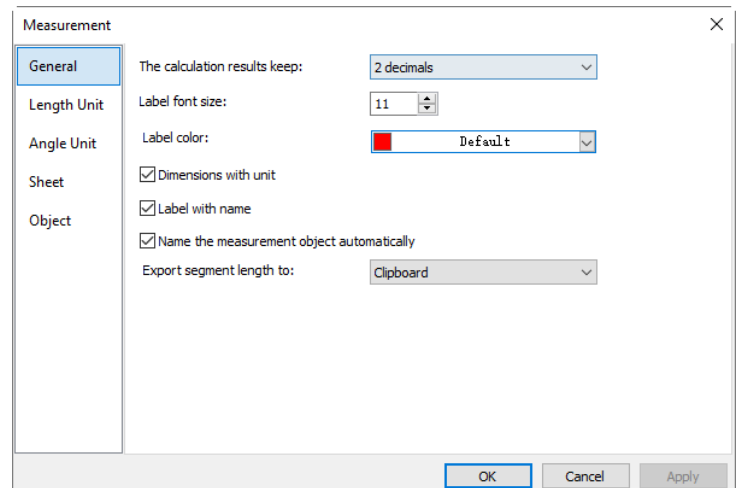 Measurement
General
Length Unit
Angle Unit
Sheet
Object
The calculation results keep: 2 decimals
Label font size: 11
Label color: Default
Dimensions with unit
Label with name
Name the measurement object automatically
Export segment length to: Clipboard
OK Cancel Apply